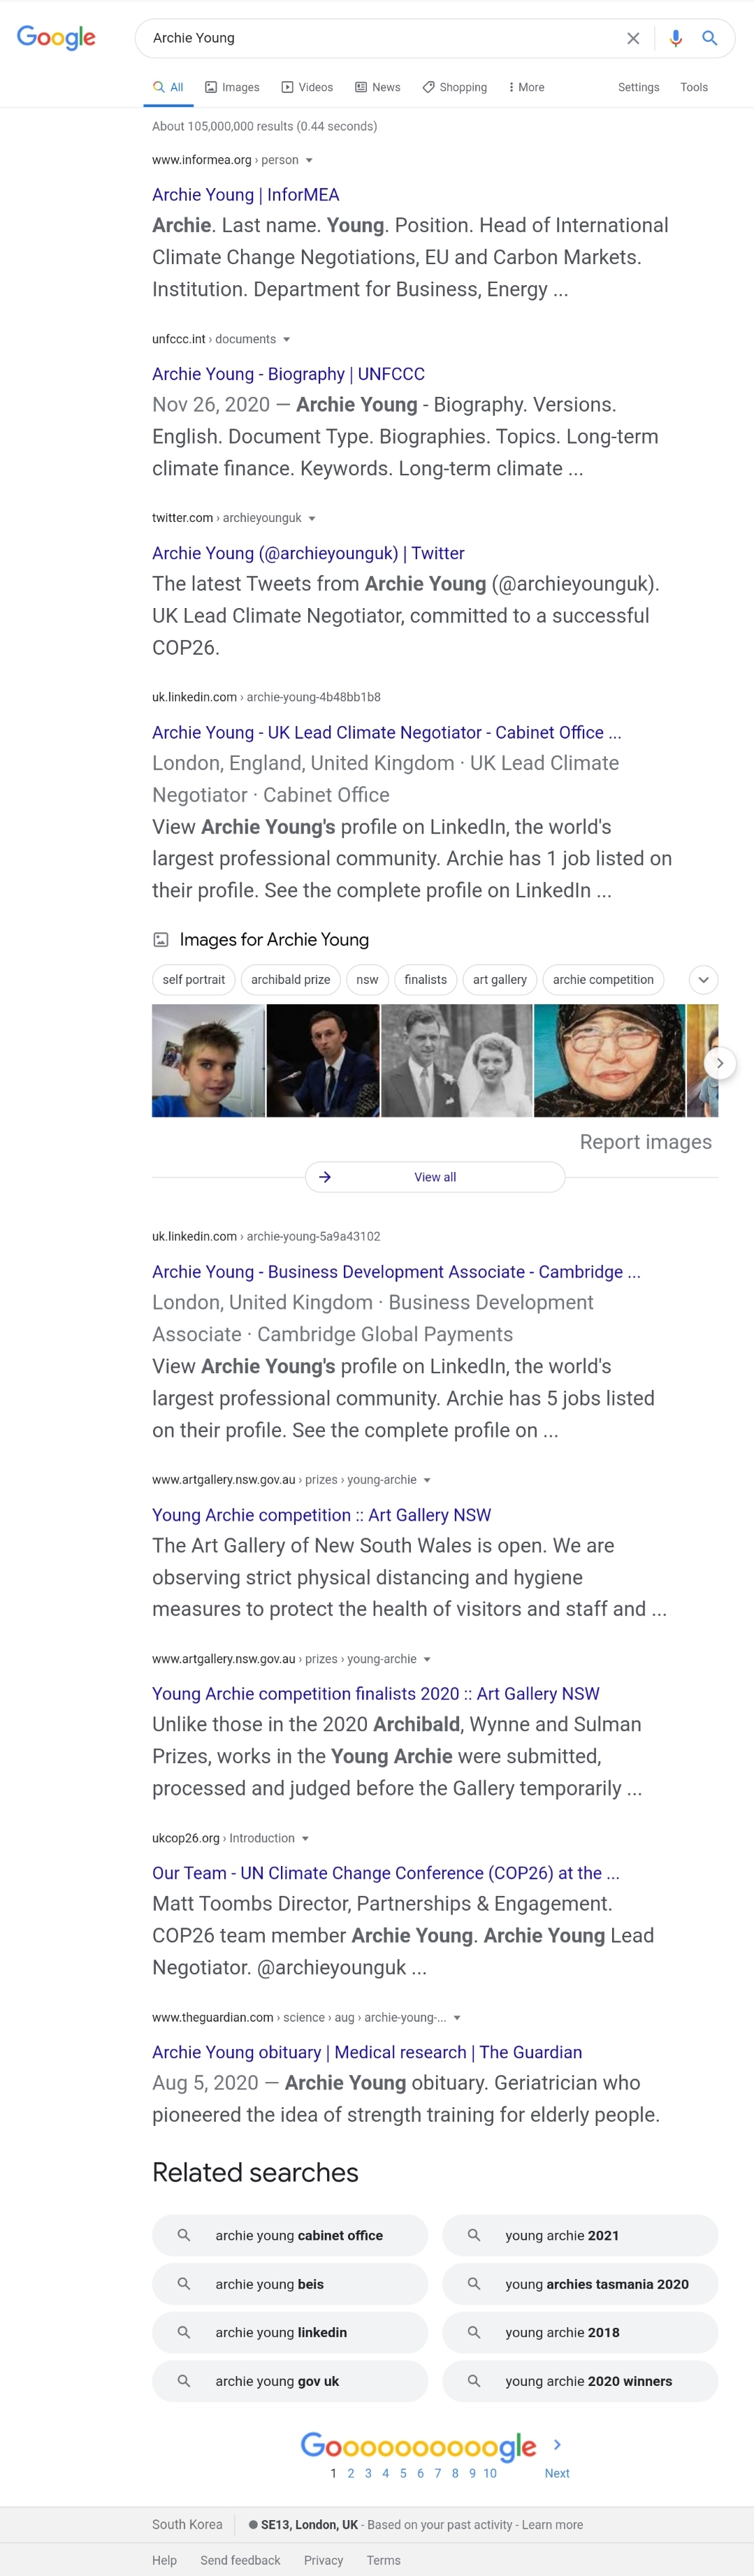 Google
Archie Young
All Images Videos News Shopping More Settings Tools
About 105,000,000 results (0.44 seconds)
www.informea.org › person
Archie Young | InforMEA
Archie. Last name. Young. Position. Head of International
Climate Change Negotiations, EU and Carbon Markets.
Institution. Department for Business, Energy ...
unfccc.int › documents
Archie Young - Biography | UNFCCC
Nov 26, 2020 — Archie Young - Biography. Versions.
English. Document Type. Biographies. Topics. Long-term
climate finance. Keywords. Long-term climate ...
twitter.com › archieyounguk
Archie Young (@archieyounguk) | Twitter
The latest Tweets from Archie Young (@archieyounguk).
UK Lead Climate Negotiator, committed to a successful
COP26.
uk.linkedin.com › archie-young-4b48bb1b8
Archie Young - UK Lead Climate Negotiator - Cabinet Office ...
London, England, United Kingdom · UK Lead Climate
Negotiator · Cabinet Office
View Archie Young's profile on LinkedIn, the world's
largest professional community. Archie has 1 job listed on
their profile. See the complete profile on LinkedIn ...
Images for Archie Young
self portrait archibald prize nsw finalists art gallery archie competition
Report images
View all
uk.linkedin.com › archie-young-5a9a43102
Archie Young - Business Development Associate - Cambridge ...
London, United Kingdom · Business Development
Associate · Cambridge Global Payments
View Archie Young's profile on LinkedIn, the world's
largest professional community. Archie has 5 jobs listed
on their profile. See the complete profile on ...
www.artgallery.nsw.gov.au › prizes › young-archie
Young Archie competition :: Art Gallery NSW
The Art Gallery of New South Wales is open. We are
observing strict physical distancing and hygiene
measures to protect the health of visitors and staff and ...
www.artgallery.nsw.gov.au › prizes › young-archie
Young Archie competition finalists 2020 :: Art Gallery NSW
Unlike those in the 2020 Archibald, Wynne and Sulman
Prizes, works in the Young Archie were submitted,
processed and judged before the Gallery temporarily ...
ukcop26.org › Introduction
Our Team - UN Climate Change Conference (COP26) at the ...
Matt Toombs Director, Partnerships & Engagement.
COP26 team member Archie Young. Archie Young Lead
Negotiator. @archieyounguk ...
www.theguardian.com › science › aug › archie-young-...
Archie Young obituary | Medical research | The Guardian
Aug 5, 2020 — Archie Young obituary. Geriatrician who
pioneered the idea of strength training for elderly people.
Related searches
archie young cabinet office young archie 2021
archie young beis young archies tasmania 2020
archie young linkedin young archie 2018
archie young gov uk young archie 2020 winners
Goooooooooogle
1 2 3 4 5 6 7 8 9 10 Next
South Korea SE13, London, UK - Based on your past activity - Learn more
Help Send feedback Privacy Terms